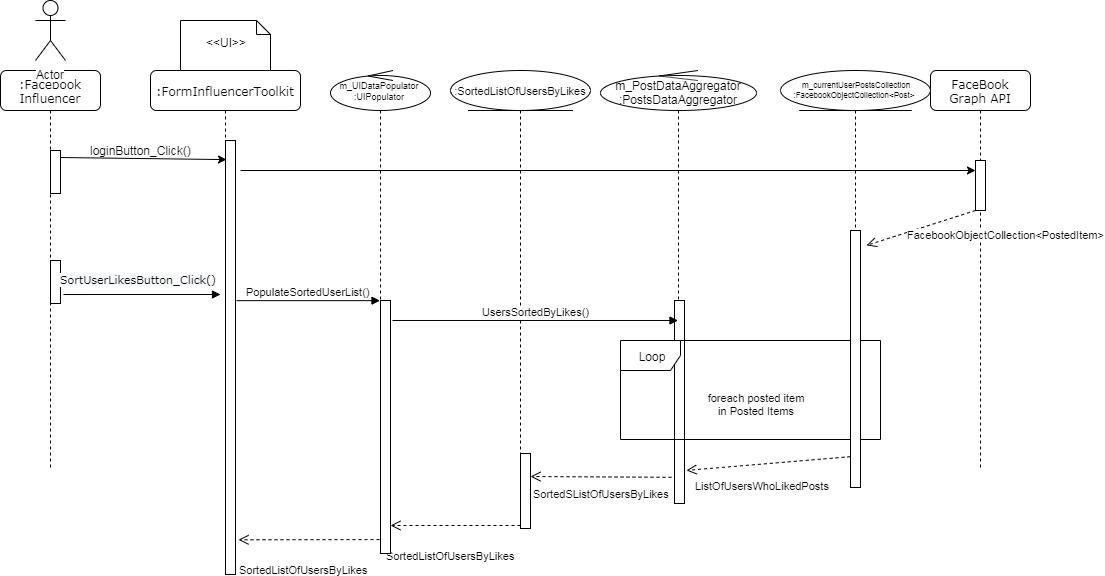 <<UI>>
Actor
:Facebook
Influencer
:FormInfluencerToolkit
m_UIDataPopulator
:UIPopulator
:SortedListOfUsersByLikes
m_PostDataAggregator
:PostsDataAggregator
m_currentUserPostsCollection
:FacebookObjectCollection<Post>
FaceBook
Graph API
loginButton_Click()
FacebookObjectCollection<PostedItem>
SortUserLikesButton_Click()
PopulateSortedUserList()
UsersSortedByLikes()
Loop
foreach posted item
in Posted Items
ListOfUsersWhoLikedPosts
SortedSListOfUsersByLikes
SortedListOfUsersByLikes
SortedListOfUsersByLikes